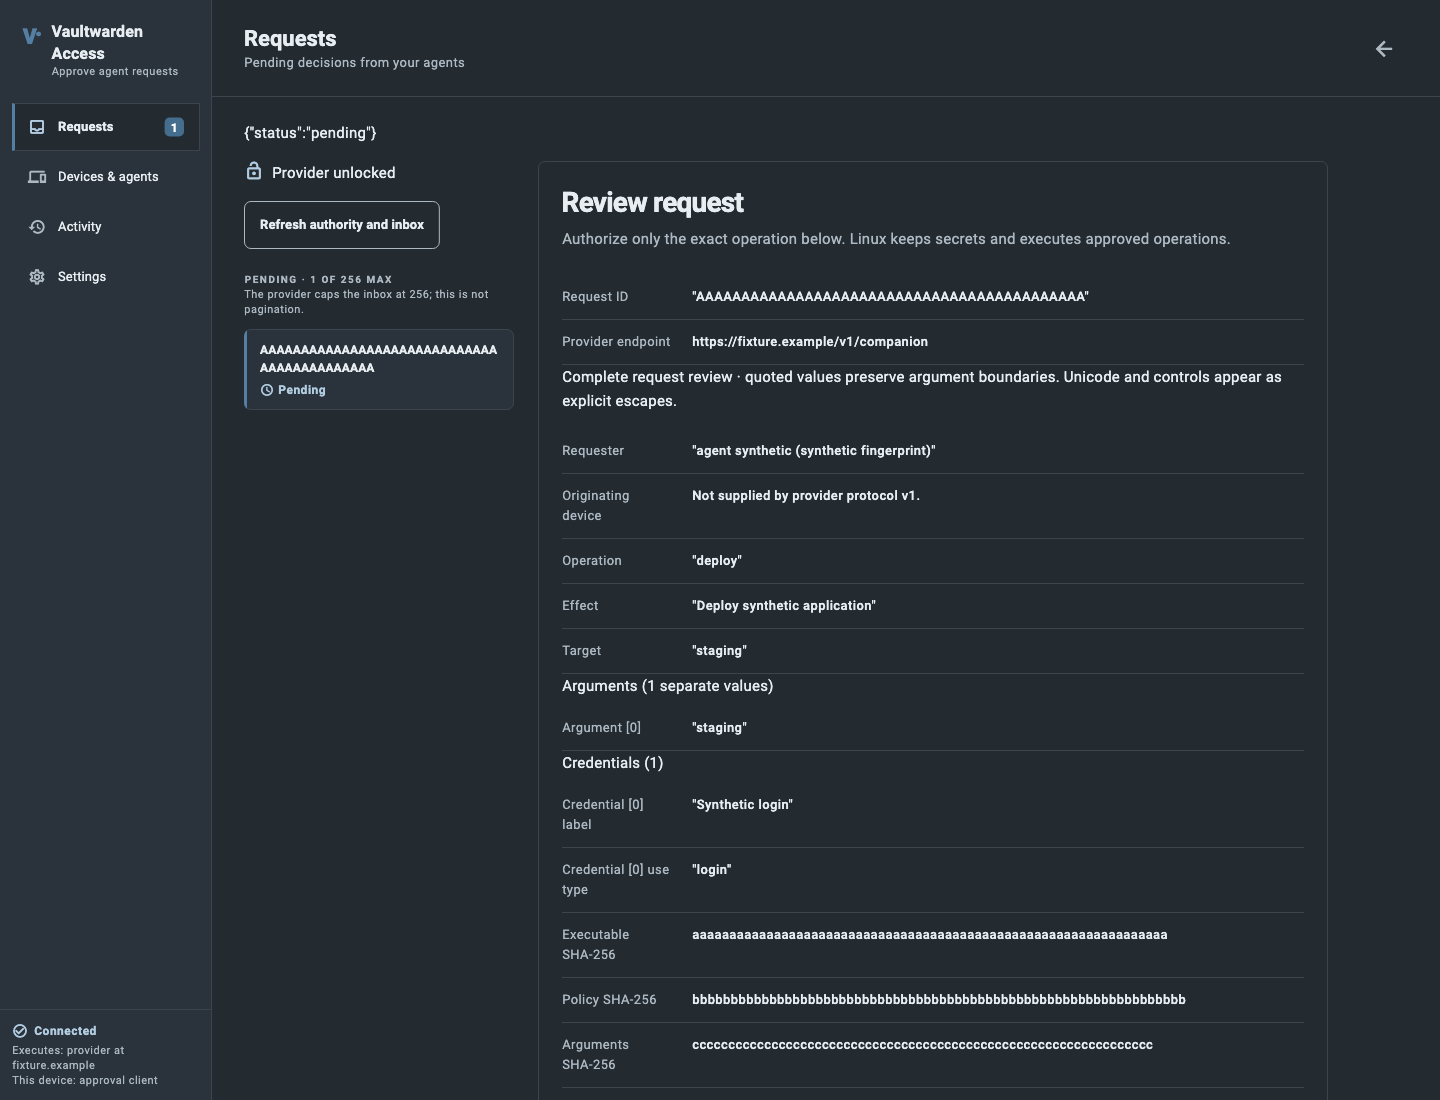 Vaultwarden
Access
Approve agent requests
Requests
1
Devices & agents
Activity
Settings
Connected
Executes: provider at
fixture.example
This device: approval client
Requests
Pending decisions from your agents
{"status":"pending"}
Provider unlocked
Refresh authority and inbox
PENDING · 1 OF 256 MAX
The provider caps the inbox at 256; this is not
pagination.
AAAAAAAAAAAAAAAAAAAAAAAAAAAAA
AAAAAAAAAAAAAA
Pending
Review request
Authorize only the exact operation below. Linux keeps secrets and executes approved operations.
Request ID
"AAAAAAAAAAAAAAAAAAAAAAAAAAAAAAAAAAAAAAAAAAA"
Provider endpoint
https://fixture.example/v1/companion
Complete request review · quoted values preserve argument boundaries. Unicode and controls appear as
explicit escapes.
Requester
"agent synthetic (synthetic fingerprint)"
Originating
device
Not supplied by provider protocol v1.
Operation
"deploy"
Effect
"Deploy synthetic application"
Target
"staging"
Arguments (1 separate values)
Argument [0]
"staging"
Credentials (1)
Credential [0]
label
"Synthetic login"
Credential [0] use
type
"login"
Executable
SHA-256
aaaaaaaaaaaaaaaaaaaaaaaaaaaaaaaaaaaaaaaaaaaaaaaaaaaaaaaaaaaaaaaa
Policy SHA-256
bbbbbbbbbbbbbbbbbbbbbbbbbbbbbbbbbbbbbbbbbbbbbbbbbbbbbbbbbbbbbbbb
Arguments
SHA-256
cccccccccccccccccccccccccccccccccccccccccccccccccccccccccccccccc